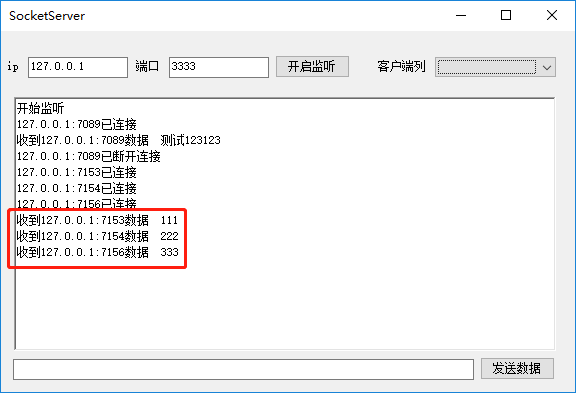 SocketServer
ip 127.0.0.1 端口 3333 开启监听 客户端列
开始监听
127.0.0.1:7089已连接
收到127.0.0.1:7089数据 测试123123
127.0.0.1:7089已断开连接
127.0.0.1:7153已连接
127.0.0.1:7154已连接
127.0.0.1:7156已连接
收到127.0.0.1:7153数据 111
收到127.0.0.1:7154数据 222
收到127.0.0.1:7156数据 333
发送数据